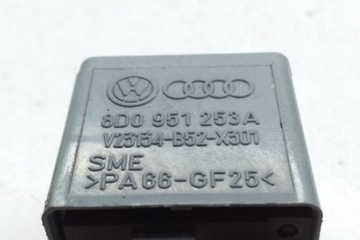 8D0 951 253A
V23134-B52-X301
SME
>PA66-GF25<